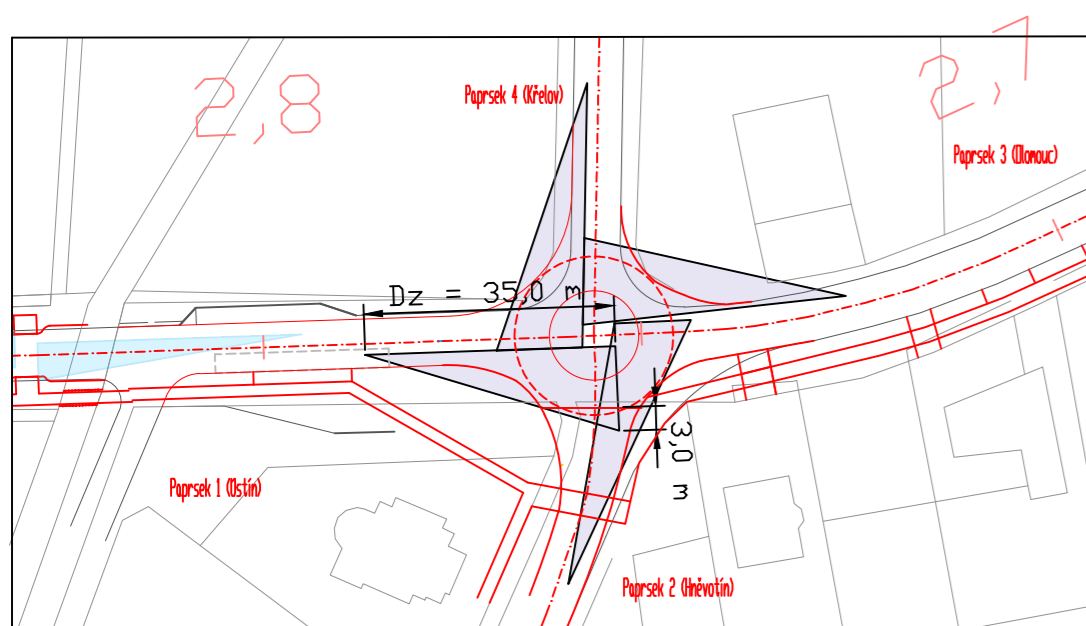 2,8
2,7
Paprsek 4 (Křelov)
Paprsek 3 (Olomouc)
Dz = 35,0 m
3,0 m
Paprsek 1 (Ústín)
Paprsek 2 (Hněvotín)